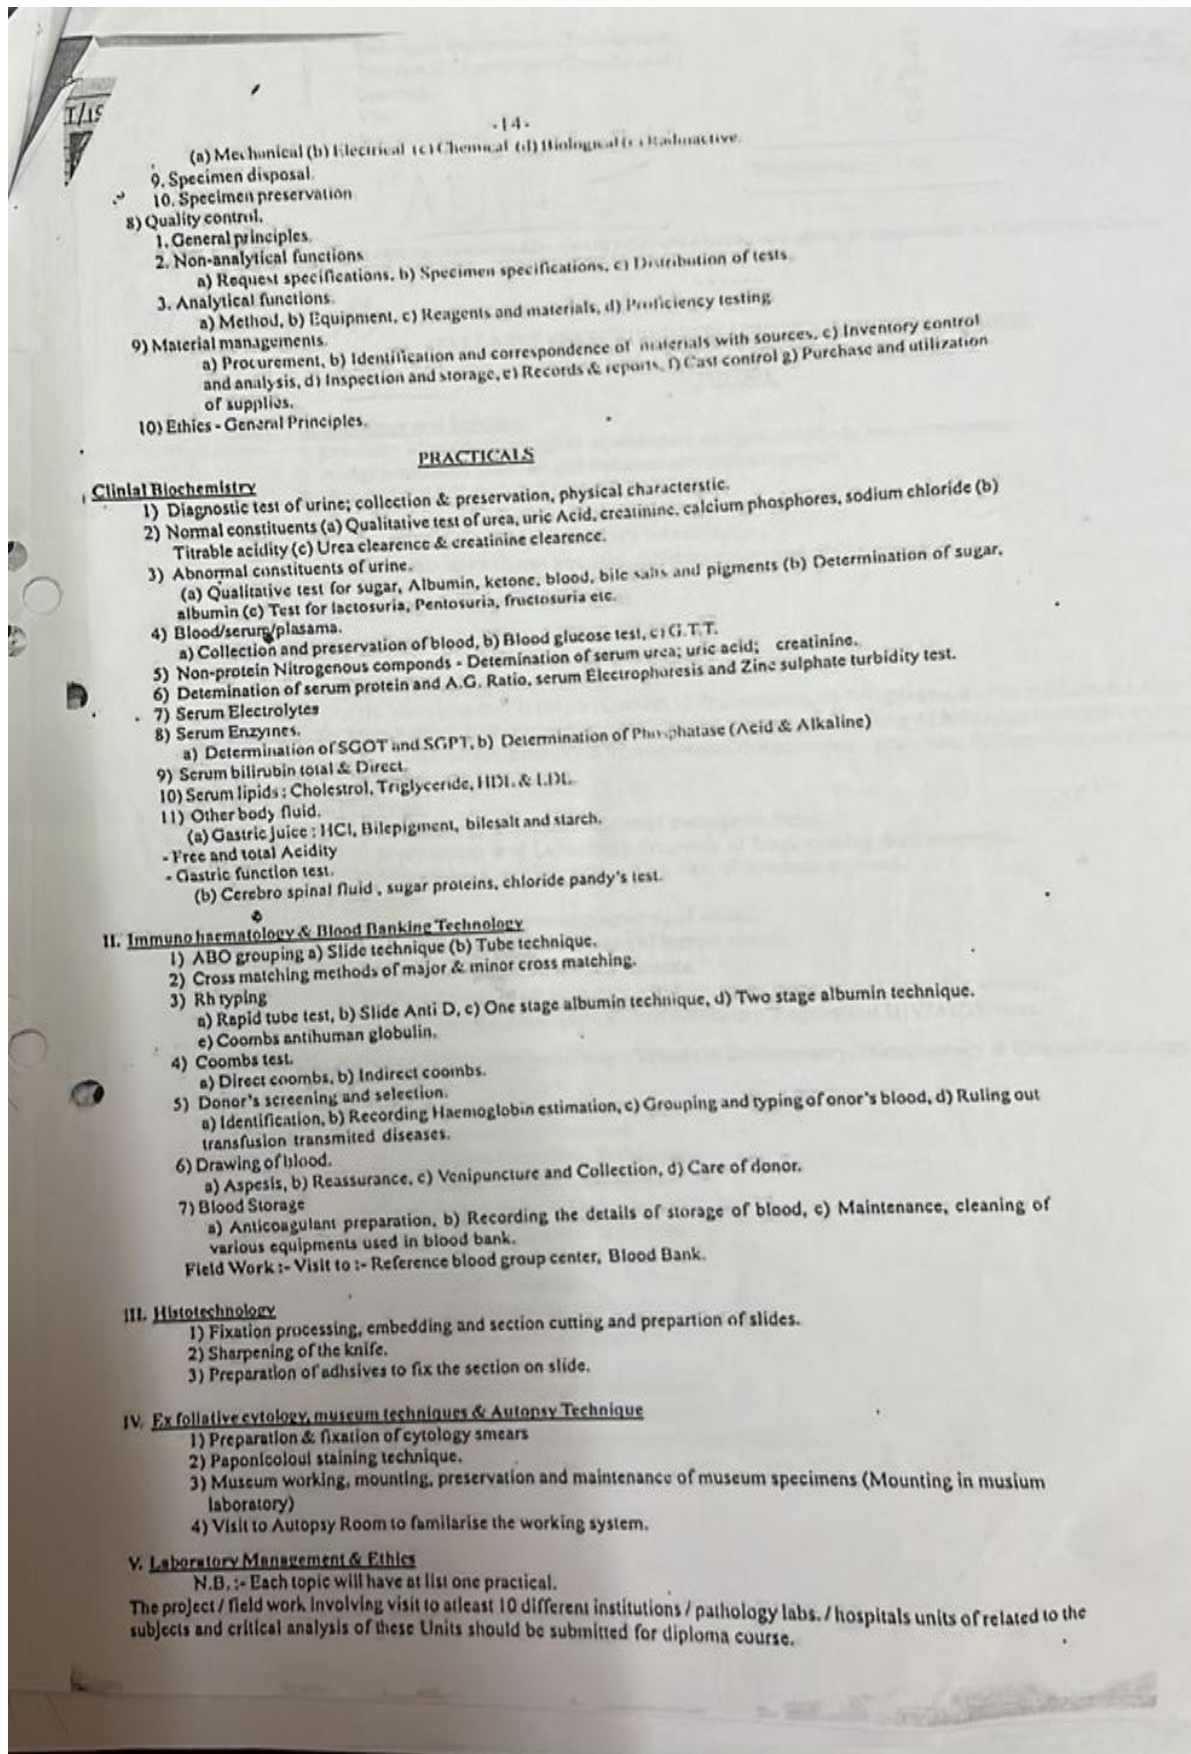 I/15
-14-
(a) Mechanical (b) Electrical (c) Chemical (d) Biological (e) Radioactive.
9. Specimen disposal.
10. Specimen preservation
8) Quality control.
1. General principles.
2. Non-analytical functions
a) Request specifications, b) Specimen specifications, c) Distribution of tests
3. Analytical functions.
a) Method, b) Equipment, c) Reagents and materials, d) Proficiency testing
9) Material managements.
a) Procurement, b) Identification and correspondence of materials with sources, c) Inventory control
and analysis, d) Inspection and storage, e) Records & reports, f) Cast control g) Purchase and utilization
of supplies.
10) Ethics - General Principles.
PRACTICALS
Clinial Biochemistry
1) Diagnostic test of urine; collection & preservation, physical characterstic.
2) Normal constituents (a) Qualitative test of urea, uric Acid, creatinine, calcium phosphores, sodium chloride (b)
Titrable acidity (c) Urea clearence & creatinine clearence.
3) Abnormal constituents of urine.
(a) Qualitative test for sugar, Albumin, ketone, blood, bile salts and pigments (b) Determination of sugar,
albumin (c) Test for lactosuria, Pentosuria, fructosuria etc.
4) Blood/serum/plasama.
a) Collection and preservation of blood, b) Blood glucose test, c) G.T.T.
5) Non-protein Nitrogenous componds - Detemination of serum urea; uric acid; creatinine.
6) Detemination of serum protein and A.G. Ratio, serum Electrophoresis and Zinc sulphate turbidity test.
7) Serum Electrolytes
8) Serum Enzymes.
a) Determination of SGOT and SGPT, b) Determination of Phosphatase (Acid & Alkaline)
9) Serum bilirubin total & Direct.
10) Serum lipids : Cholestrol, Triglyceride, HDL & LDL.
11) Other body fluid.
(a) Gastric juice : HCl, Bilepigment, bilesalt and starch.
- Free and total Acidity
- Gastric function test.
(b) Cerebro spinal fluid , sugar proteins, chloride pandy's test.
II. Immuno haematology & Blood Banking Technology
1) ABO grouping a) Slide technique (b) Tube technique.
2) Cross matching methods of major & minor cross matching.
3) Rh typing
a) Rapid tube test, b) Slide Anti D, c) One stage albumin technique, d) Two stage albumin technique.
e) Coombs antihuman globulin.
4) Coombs test.
a) Direct coombs, b) Indirect coombs.
5) Donor's screening and selection.
a) Identification, b) Recording Haemoglobin estimation, c) Grouping and typing of onor's blood, d) Ruling out
transfusion transmited diseases.
6) Drawing of blood.
a) Aspesis, b) Reassurance, c) Venipuncture and Collection, d) Care of donor.
7) Blood Storage
a) Anticoagulant preparation, b) Recording the details of storage of blood, c) Maintenance, cleaning of
various equipments used in blood bank.
Field Work :- Visit to :- Reference blood group center, Blood Bank.
III. Histotechnology
1) Fixation processing, embedding and section cutting and prepartion of slides.
2) Sharpening of the knife.
3) Preparation of adhsives to fix the section on slide.
IV. Ex foliative cytology, museum techniques & Autopsy Technique
1) Preparation & fixation of cytology smears
2) Paponicoloul staining technique.
3) Museum working, mounting, preservation and maintenance of museum specimens (Mounting in musium
laboratory)
4) Visit to Autopsy Room to familarise the working system.
V. Laboratory Management & Ethics
N.B. :- Each topic will have at list one practical.
The project / field work involving visit to atleast 10 different institutions / pathology labs. / hospitals units of related to the
subjects and critical analysis of these Units should be submitted for diploma course.